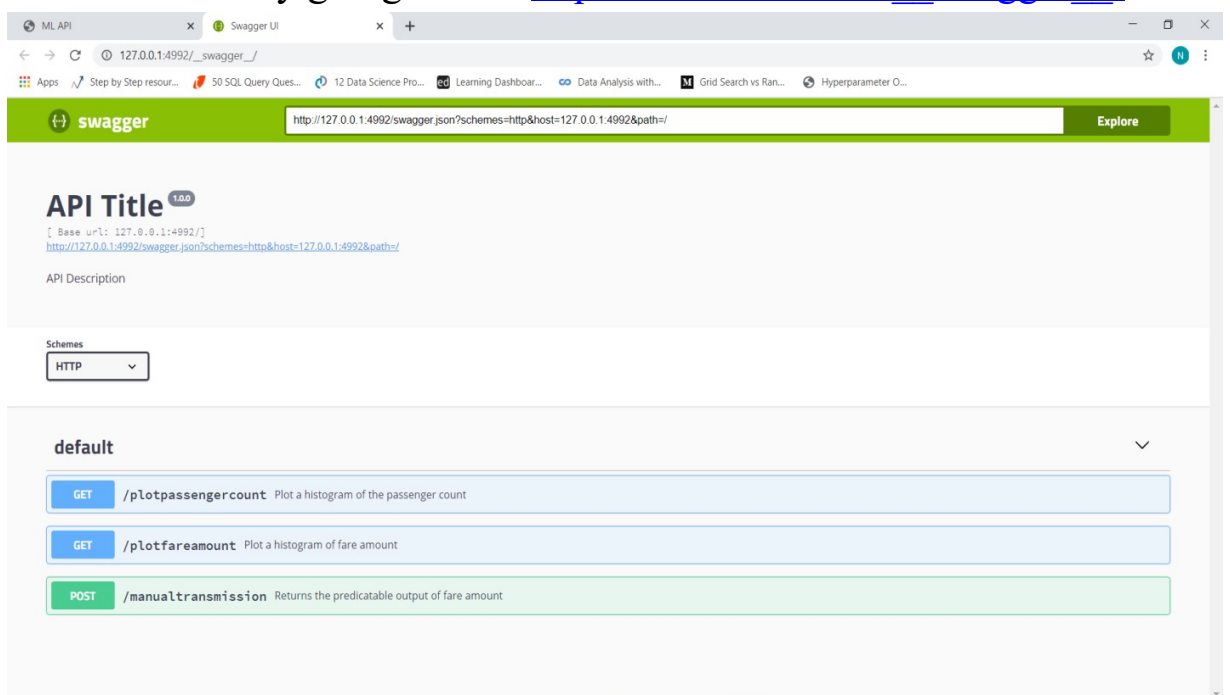 ML API
Swagger UI
127.0.0.1:4992/__swagger__/
Apps Step by Step resour... 50 SQL Query Ques... 12 Data Science Pro... Learning Dashboar... Data Analysis with... Grid Search vs Ran... Hyperparameter O...
swagger
http://127.0.0.1:4992/swagger.json?schemes=http&host=127.0.0.1:4992&path=/
Explore
API Title 1.0.0
[ Base url: 127.0.0.1:4992/]
http://127.0.0.1:4992/swagger.json?schemes=http&host=127.0.0.1:4992&path=/
API Description
Schemes
HTTP
default
GET /plotpassengercount Plot a histogram of the passenger count
GET /plotfareamount Plot a histogram of fare amount
POST /manualtransmission Returns the predicatable output of fare amount